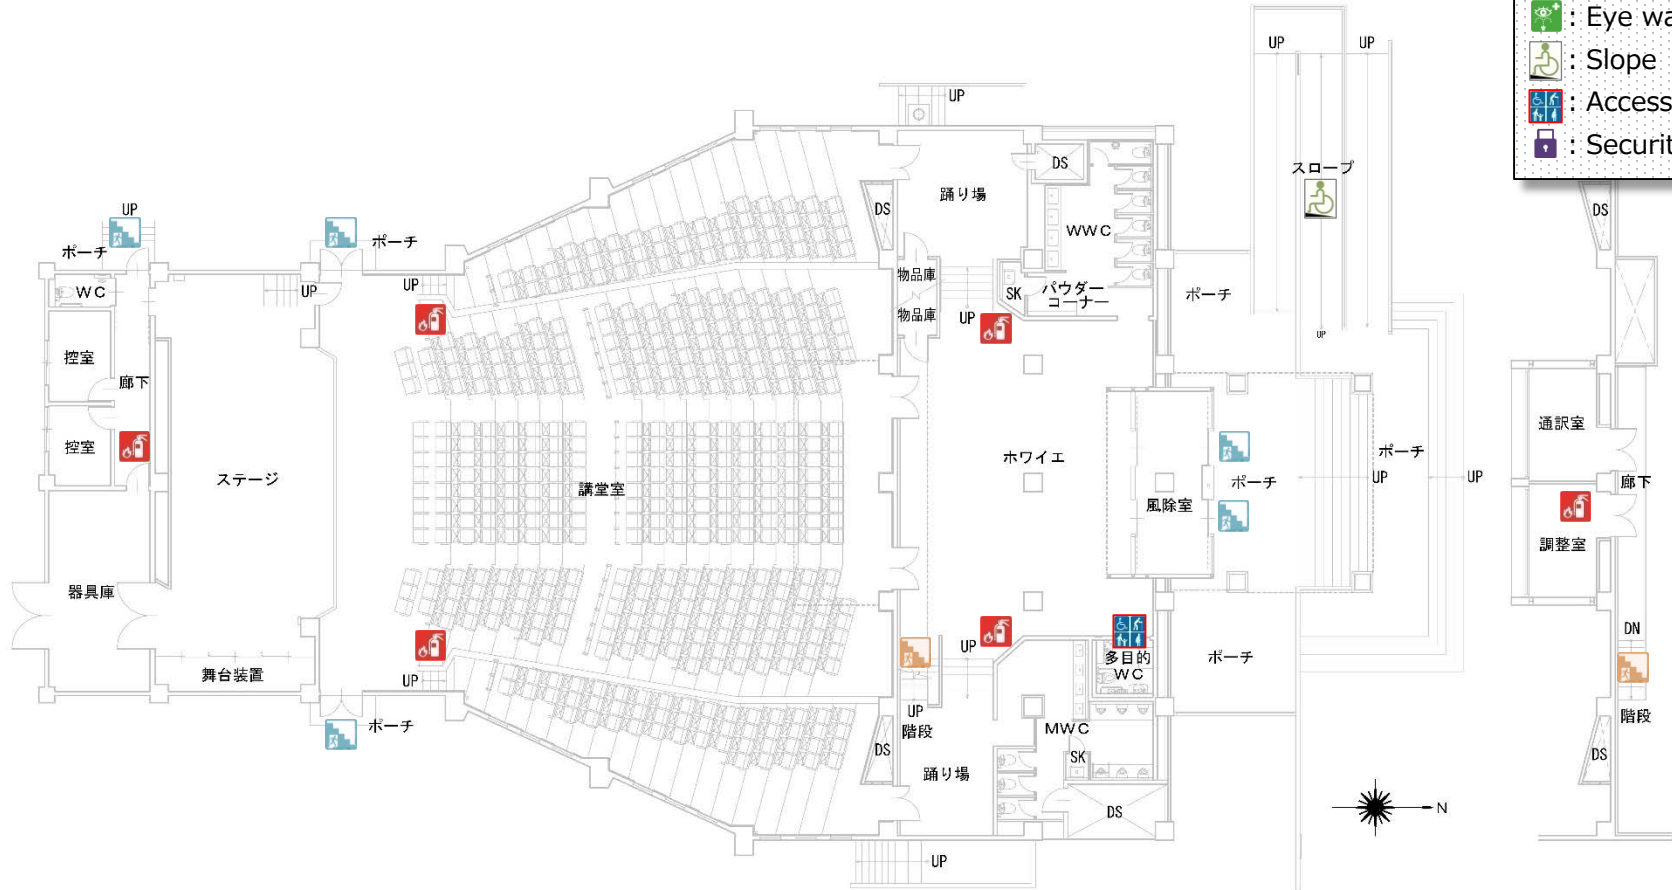 : Eye wa
: Slope
: Access
: Securit
UP
UP
UP
DS
スロープ
踊り場
DS
DS
UP
ポーチ
ポーチ
WWC
WC
UP
UP
物品庫
SK
パウダー
コーナー
ポーチ
物品庫
UP
UP
控室
廊下
通訳室
控室
ホワイエ
ポーチ
ステージ
講堂室
風除室
ポーチ
UP
UP
廊下
調整室
器具庫
DN
UP
多目的
WC
ポーチ
舞台装置
UP
UP
階段
階段
ポーチ
MWC
DS
SK
DS
踊り場
DS
N
UP